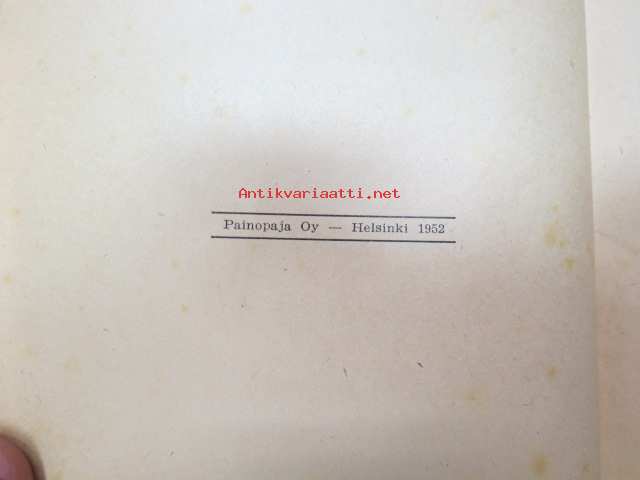 Antikvariaatti.net
Painopaja Oy — Helsinki 1952